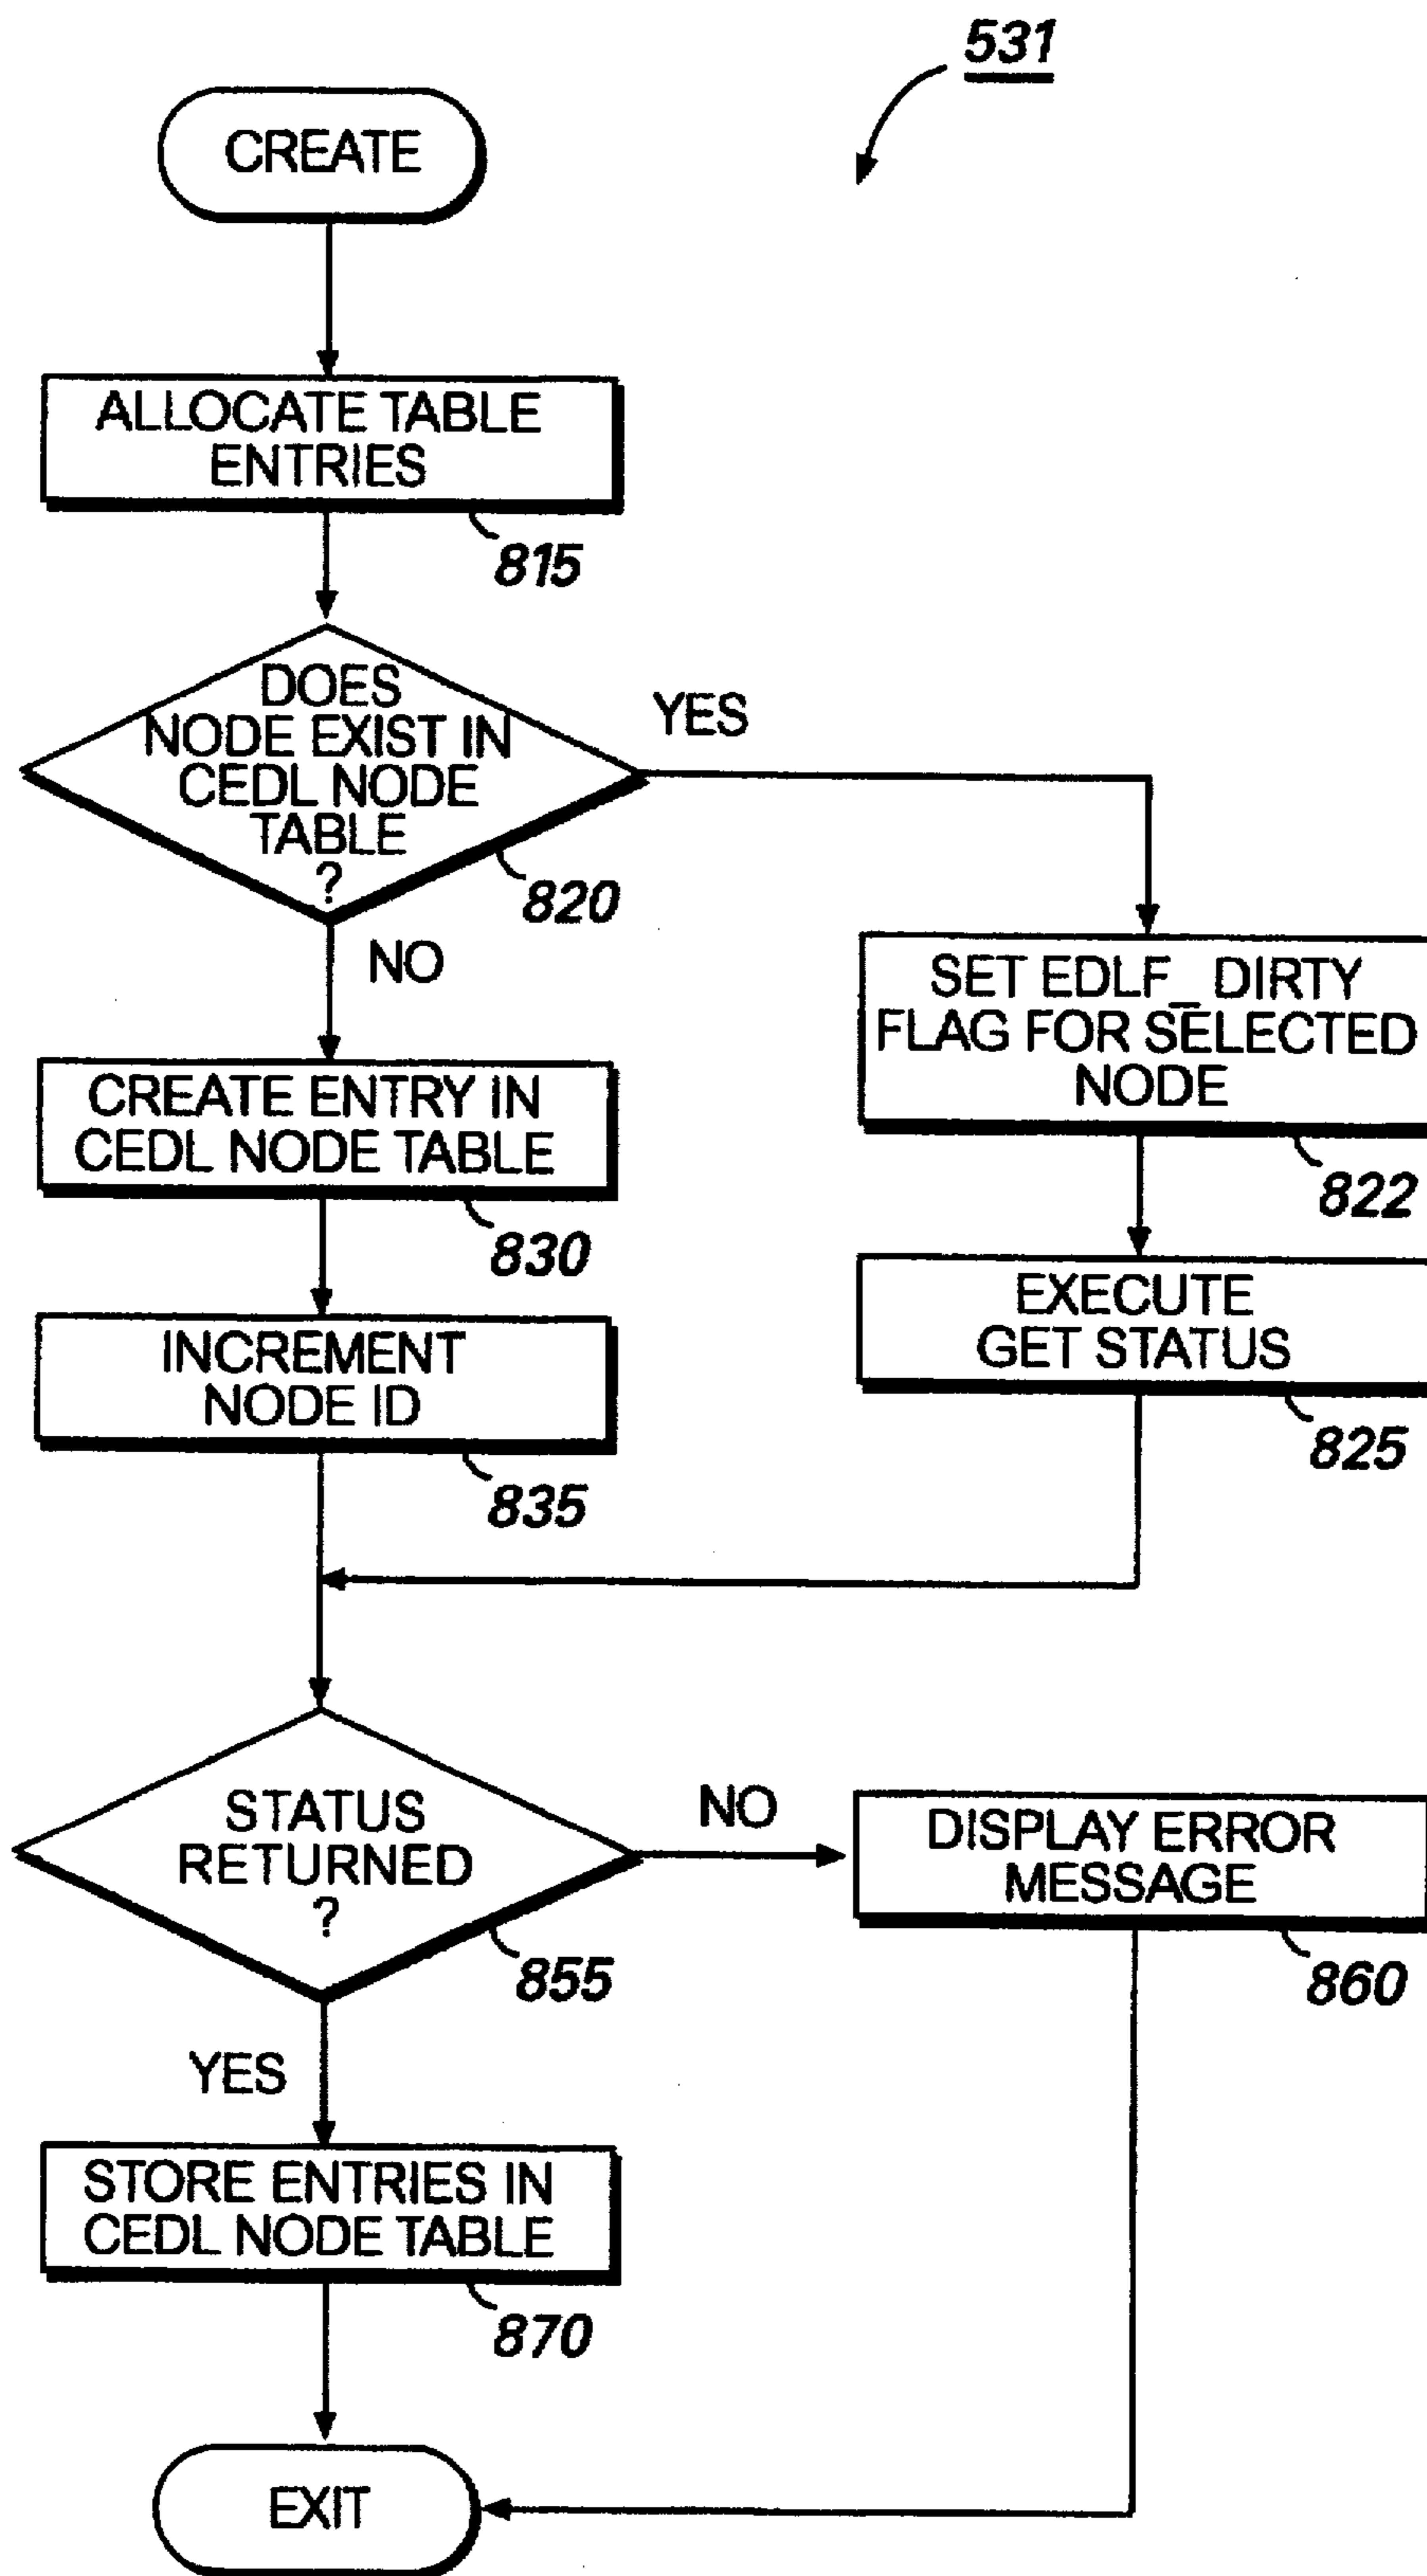 531
CREATE
ALLOCATE TABLE
ENTRIES
815
DOES
NODE EXIST IN
CEDL NODE
TABLE
?
820
YES
NO
SET EDLF_ DIRTY
FLAG FOR SELECTED
NODE
822
CREATE ENTRY IN
CEDL NODE TABLE
830
EXECUTE
GET STATUS
825
INCREMENT
NODE ID
835
STATUS
RETURNED
?
855
NO
DISPLAY ERROR
MESSAGE
860
YES
STORE ENTRIES IN
CEDL NODE TABLE
870
EXIT